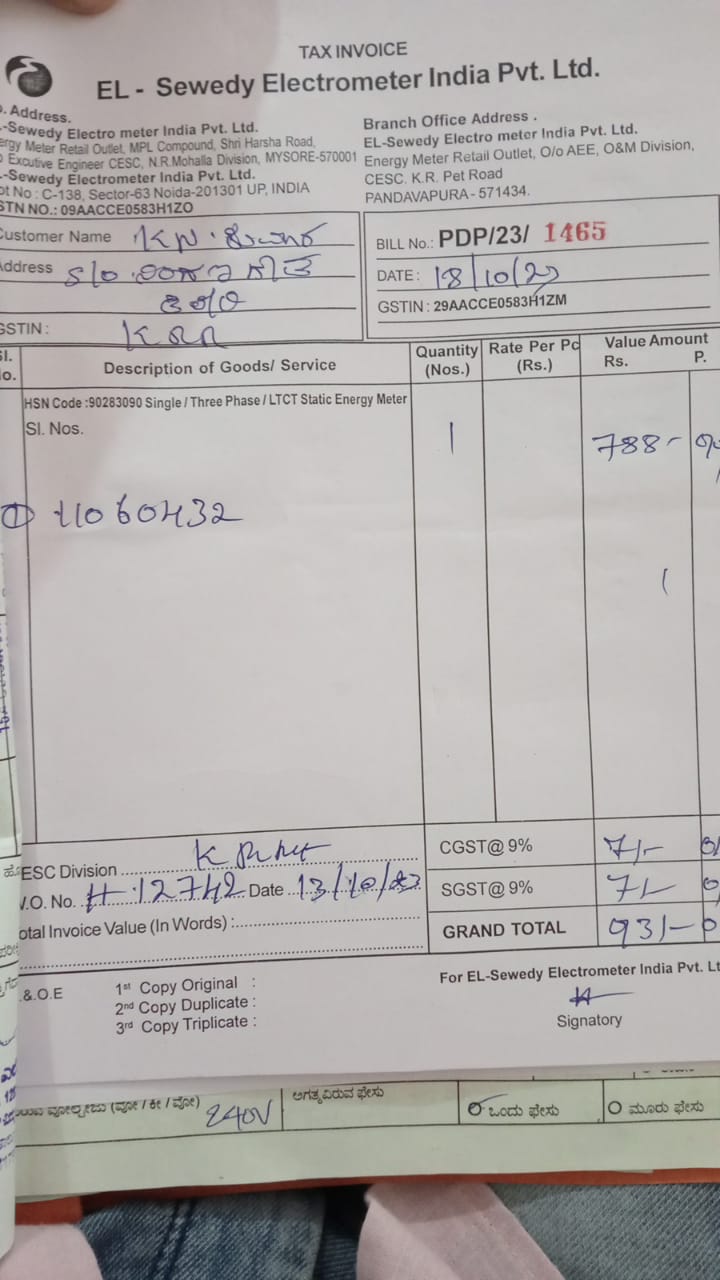 TAX INVOICE
EL - Sewedy Electrometer India Pvt. Ltd.
Address.
-Sewedy Electro meter India Pvt. Ltd.
ergy Meter Retail Outlet, MPL Compound, Shri Harsha Road,
Excutive Engineer CESC, N.R.Mohalla Division, MYSORE-570001
-Sewedy Electrometer India Pvt. Ltd.
ot No : C-138, Sector-63 Noida-201301 UP, INDIA
STN NO.: 09AACCE0583H1ZO
Branch Office Address .
EL-Sewedy Electro meter India Pvt. Ltd.
Energy Meter Retail Outlet, O/o AEE, O&M Division,
CESC. K.R. Pet Road
PANDAVAPURA - 571434.
Customer Name
Address S/o
GSTIN :
BILL No.: PDP/23/ 1465
DATE : 18/10/23
GSTIN : 29AACCE0583H1ZM
Sl. No. Description of Goods/ Service Quantity (Nos.) Rate Per Pc (Rs.) Value Amount Rs. P.
HSN Code :90283090 Single / Three Phase / LTCT Static Energy Meter
Sl. Nos. 1 788-
① 11060432
ESC Division
CGST@ 9% 71-
V.O. No. 12742 Date 13/10/23
SGST@ 9% 71-
otal Invoice Value (In Words) :
GRAND TOTAL 931-
.&.O.E
1st Copy Original :
2nd Copy Duplicate :
3rd Copy Triplicate :
For EL-Sewedy Electrometer India Pvt. Lt
Signatory
(ವೋ / ಕೇ / ವೋ) 240V
ಅಗತ್ಯವಿರುವ ಫೇಸು
ಒಂದು ಫೇಸು
ಮೂರು ಫೇಸು